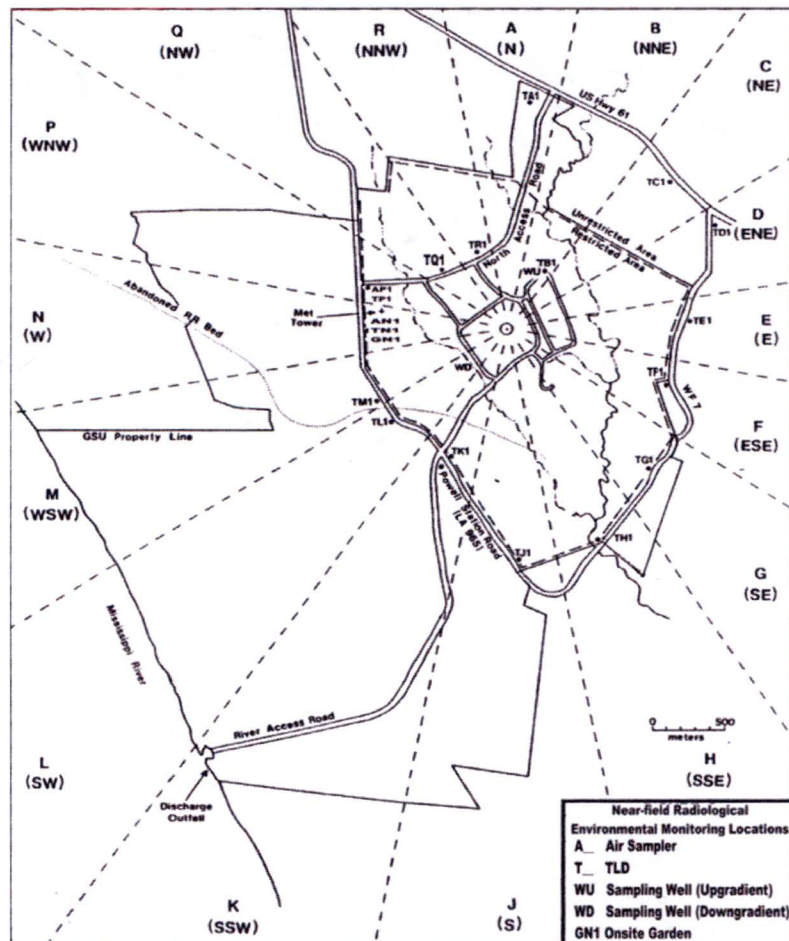 Q
(NW)
R
(NNW)
A
(N)
B
(NNE)
C
(NE)
P
(WNW)
US Hwy 61
TA1
North Access Road
TC1
D
(ENE)
TD1
Unrestricted Area
Restricted Area
TR1
TQ1
WU
TB1
Abandoned RR Bed
Met
Tower
AP1
TP1
AN1
TN1
GN1
N
(W)
TE1
E
(E)
WD
TF1
WF 7
TM1
TL1
GSU Property Line
F
(ESE)
TK1
TG1
M
(WSW)
Powell Station Road
(LA 965)
TJ1
TH1
G
(SE)
Mississippi River
River Access Road
0 500
meters
L
(SW)
H
(SSE)
Discharge
Outfall
K
(SSW)
J
(S)
Near-field Radiological
Environmental Monitoring Locations
A_ Air Sampler
T_ TLD
WU Sampling Well (Upgradient)
WD Sampling Well (Downgradient)
GN1 Onsite Garden